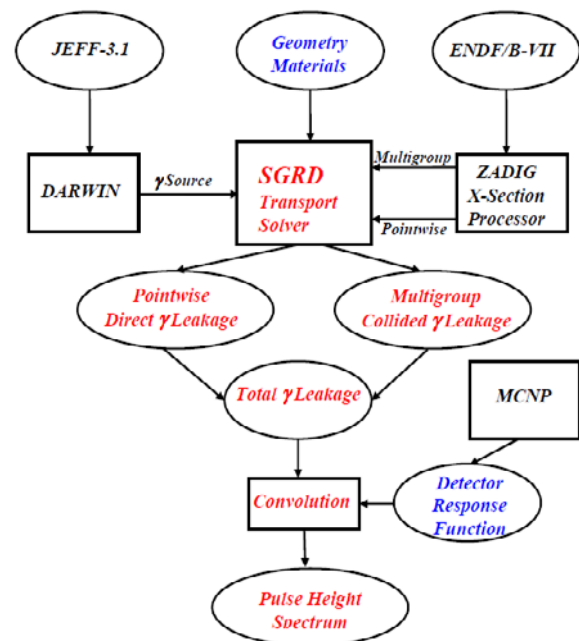 JEFF-3.1
Geometry
Materials
ENDF/B-VII
DARWIN
γ Source
SGRD
Transport
Solver
Multigroup
Pointwise
ZADIG
X-Section
Processor
Pointwise
Direct γ Leakage
Multigroup
Collided γ Leakage
Total γ Leakage
MCNP
Convolution
Detector
Response
Function
Pulse Height
Spectrum